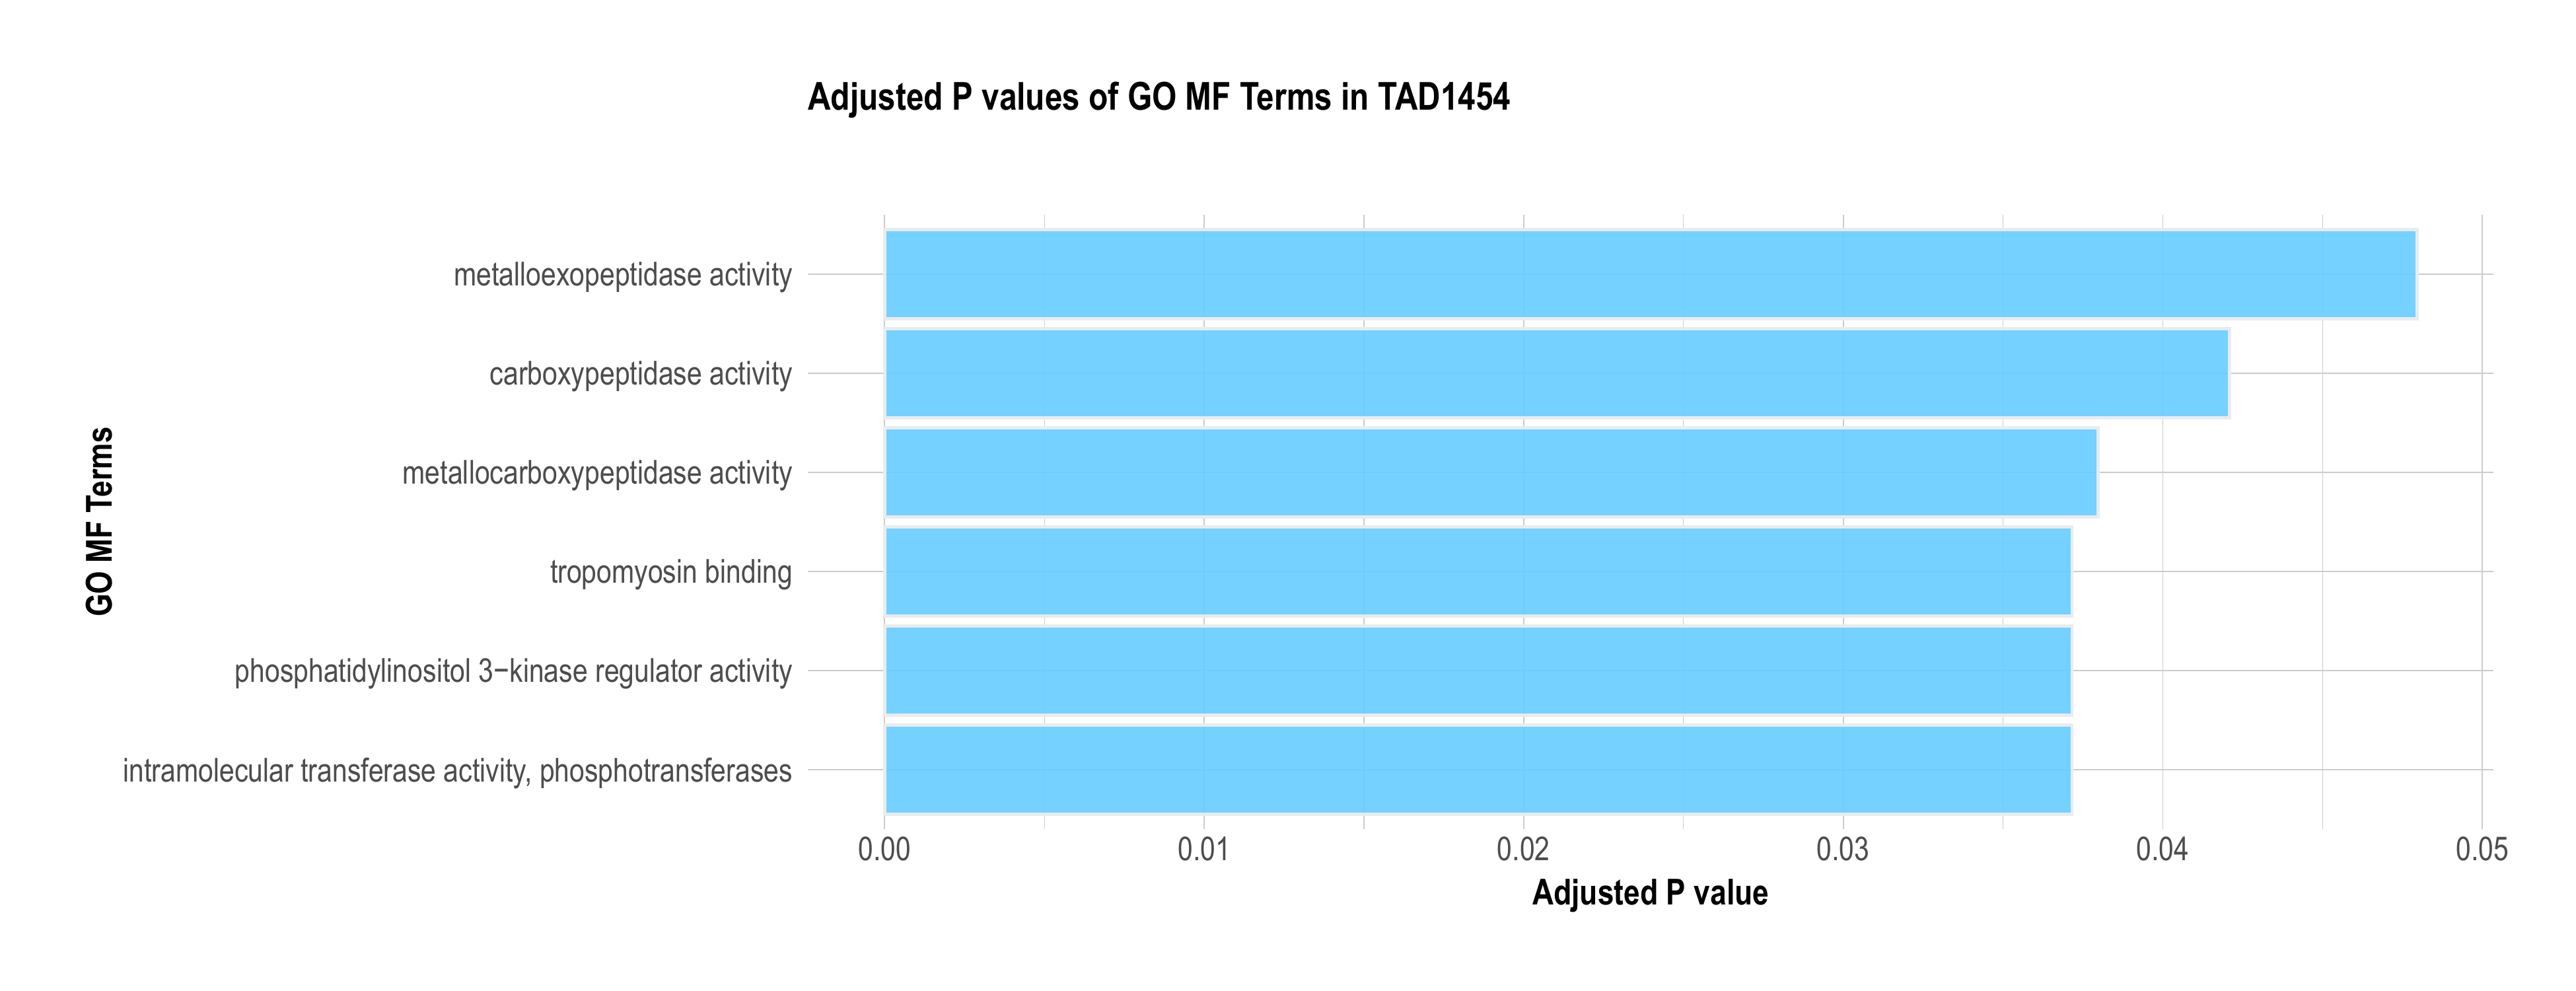 Adjusted P values of GO MF Terms in TAD1454
GO MF Terms
metalloexopeptidase activity
carboxypeptidase activity
metallocarboxypeptidase activity
tropomyosin binding
phosphatidylinositol 3−kinase regulator activity
intramolecular transferase activity, phosphotransferases
0.00 0.01 0.02 0.03 0.04 0.05
Adjusted P value